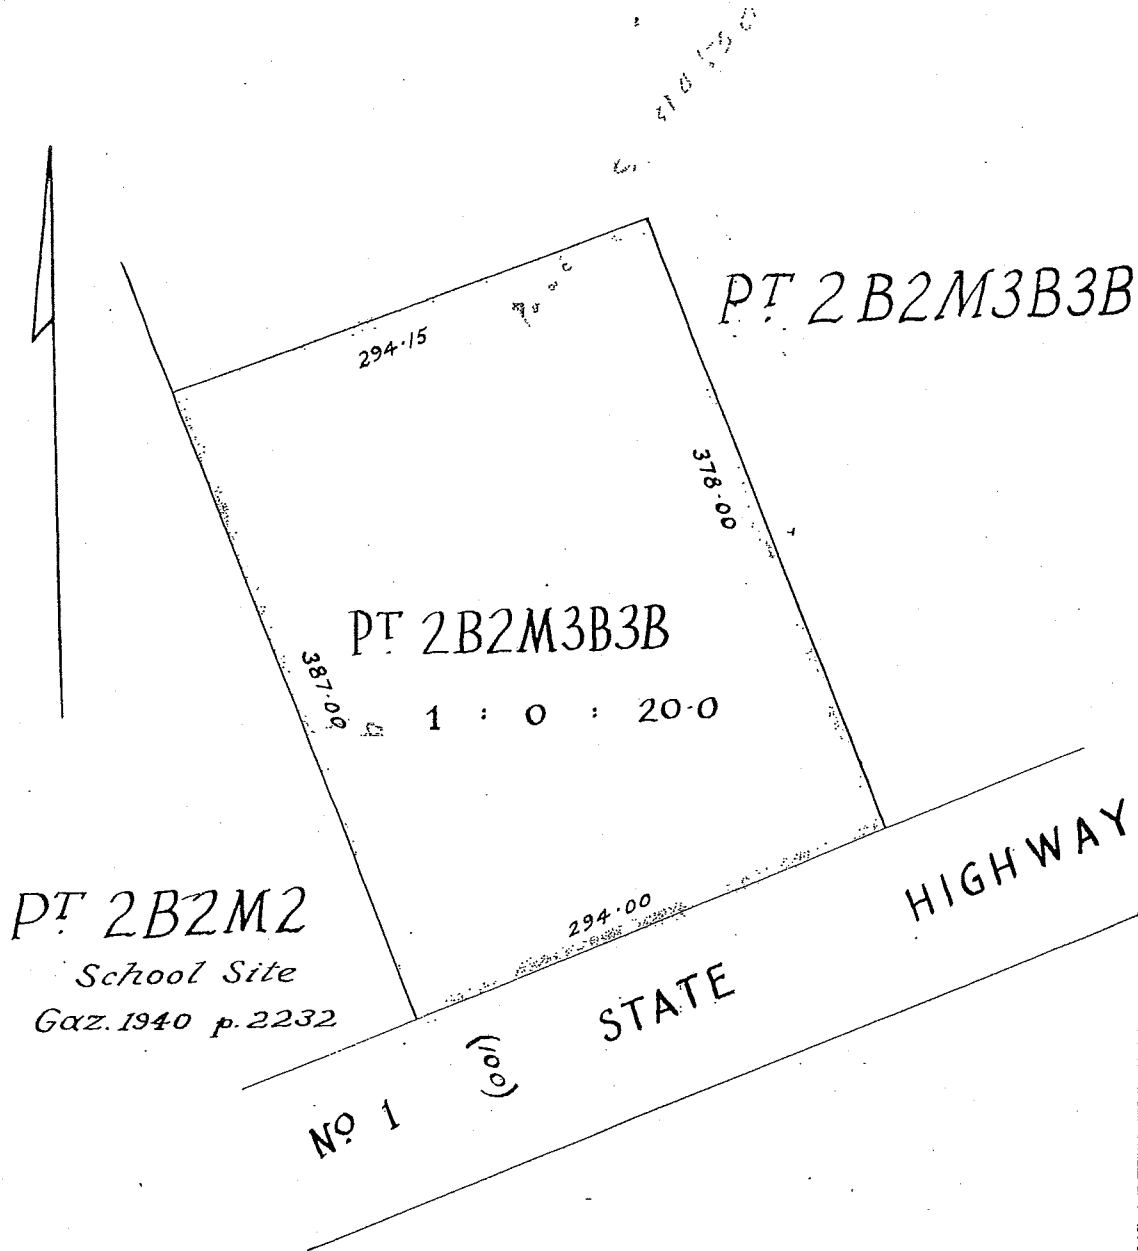 PT 2B2M3B3B
294·15
378·00
PT 2B2M3B3B
387·00
1 : 0 : 20·0
PT 2B2M2
School Site
Gaz. 1940 p. 2232
294·00
No 1 (100) STATE HIGHWAY